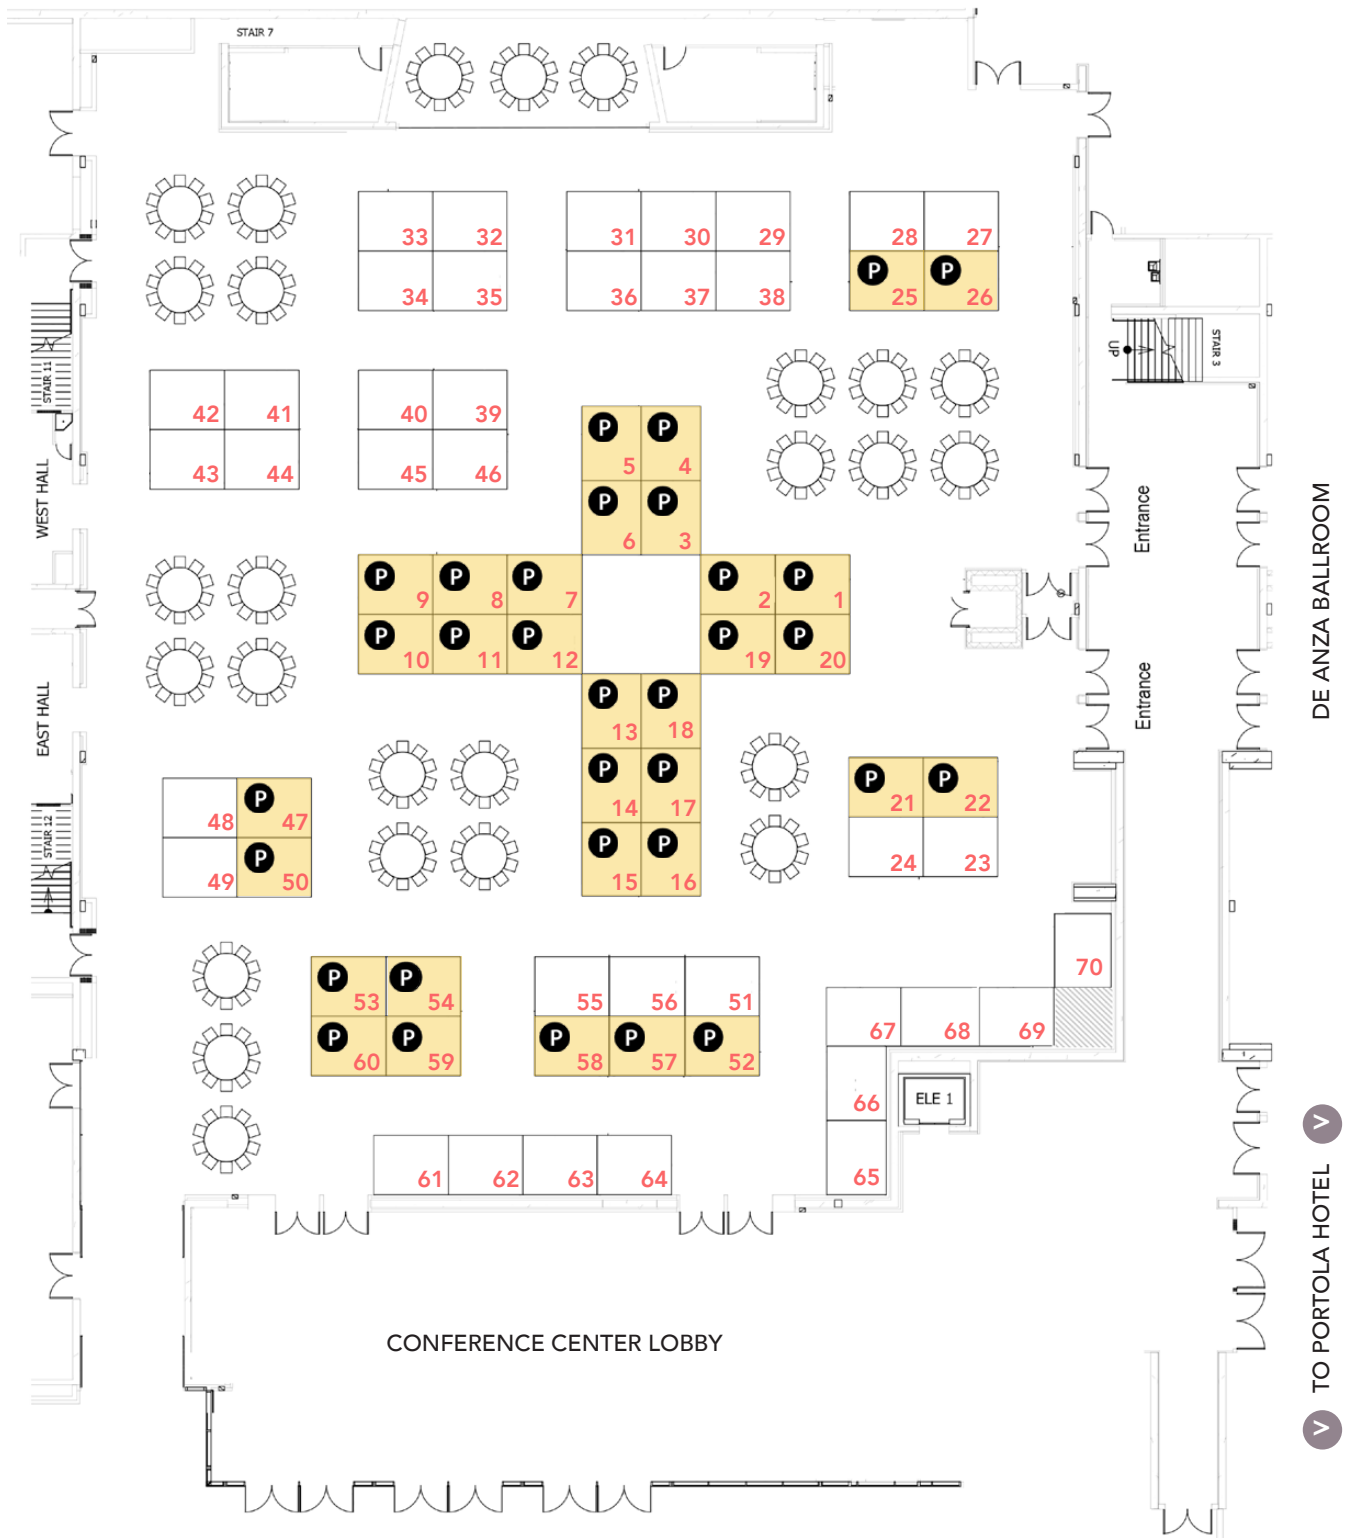 STAIR 7
33 32 31 30 29 28 27
P P
34 35 36 37 38 25 26
STAIR 3
UP
STAIR 11
42 41 40 39
P P
5 4
43 44 45 46
WEST HALL
P P
6 3
Entrance
DE ANZA BALLROOM
P P P P P
9 8 7 2 1
P P P P P
10 11 12 19 20
EAST HALL
Entrance
P P
13 18
P P P P P
48 47 14 17 21 22
STAIR 12
P P P
49 50 15 16 24 23
70
P P
53 54 55 56 51
67 68 69
P P P P P
60 59 58 57 52
66
ELE 1
61 62 63 64 65
V
TO PORTOLA HOTEL
V
CONFERENCE CENTER LOBBY